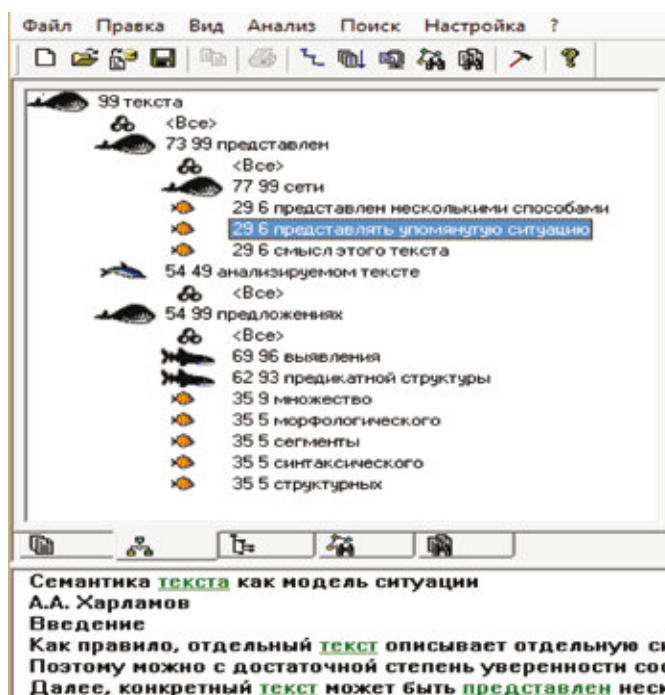 Файл Правка Вид Анализ Поиск Настройка ?
99 текста
<Все>
73 99 представлен
<Все>
77 99 сети
29 6 представлен несколькими способами
29 6 представлять упомянутую ситуацию
29 6 смысл этого текста
54 49 анализируемом тексте
<Все>
54 99 предложениях
<Все>
69 96 выявления
62 93 предикатной структуры
35 9 множество
35 5 морфологического
35 5 сегменты
35 5 синтаксического
35 5 структурных
Семантика текста как модель ситуации
А.А. Харламов
Введение
Как правило, отдельный текст описывает отдельную
Поэтому можно с достаточной степень уверенности
Далее, конкретный текст может быть представлен